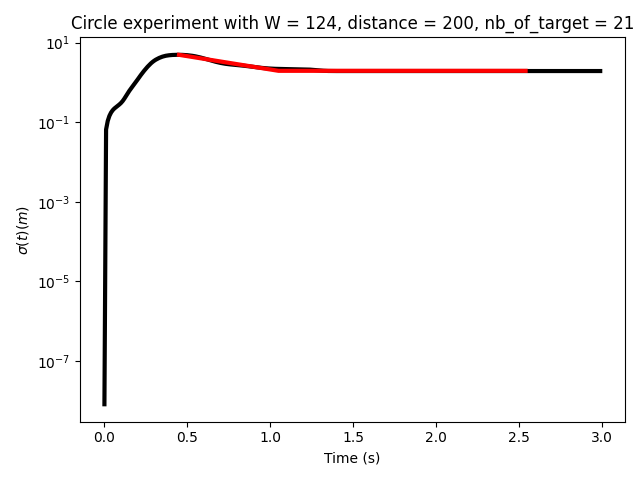 Circle experiment with W = 124, distance = 200, nb_of_target = 21
10¹
10⁻¹
10⁻³
10⁻⁵
10⁻⁷
σ(t)(m)
0.0 0.5 1.0 1.5 2.0 2.5 3.0
Time (s)